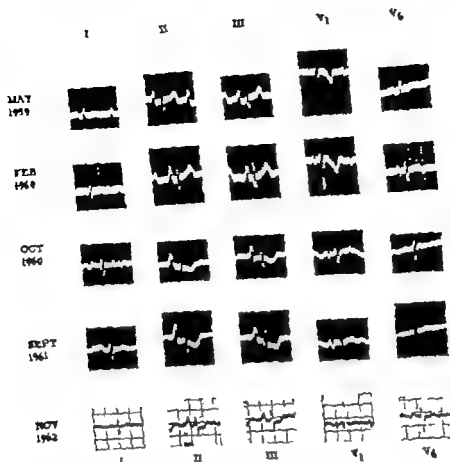 I II III V₁ V₆
MAY
1959
FEB
1960
OCT
1960
SEPT
1961
NOV
1962
I II III V₁ V₆